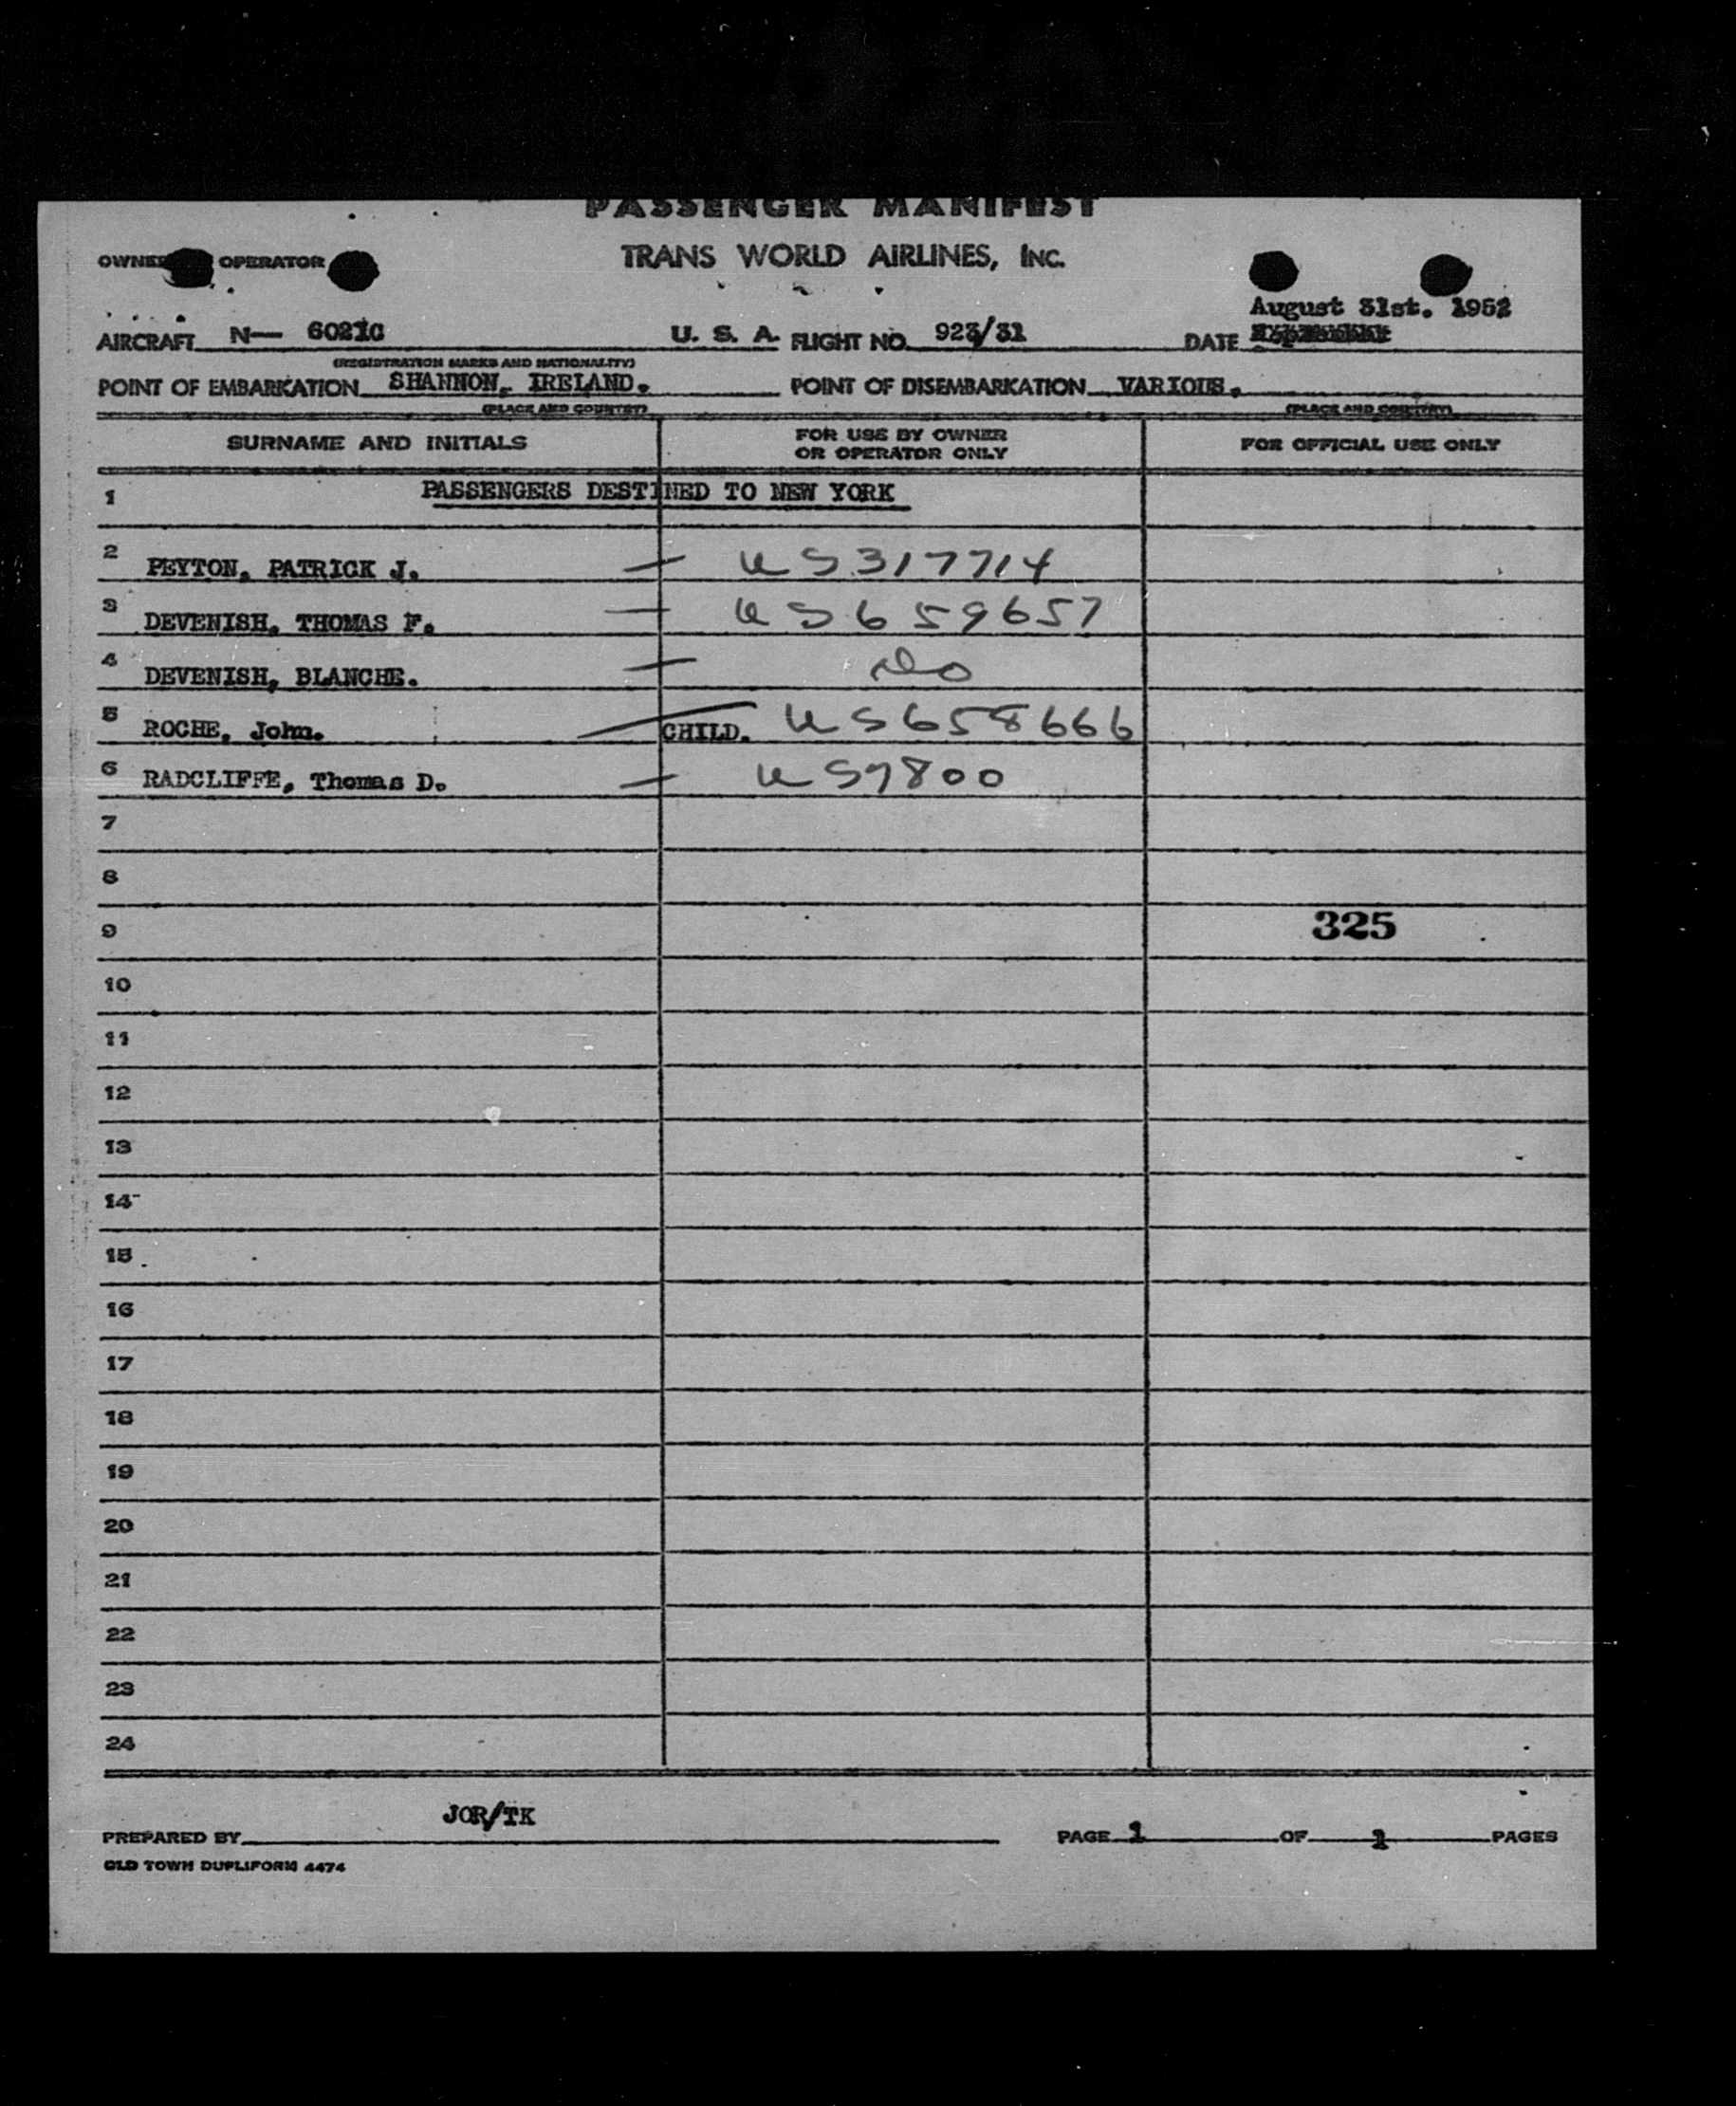 PASSENGER MANIFEST
OWNER OPERATOR TRANS WORLD AIRLINES, INC.
August 31st. 1952
AIRCRAFT N— 6021C U. S. A. FLIGHT NO. 923/31 DATE
(REGISTRATION MARKS AND NATIONALITY)
POINT OF EMBARKATION SHANNON, IRELAND. POINT OF DISEMBARKATION VARIOUS.
(PLACE AND COUNTRY) (PLACE AND COUNTRY)
SURNAME AND INITIALS FOR USE BY OWNER OR OPERATOR ONLY FOR OFFICIAL USE ONLY
1 PASSENGERS DESTINED TO NEW YORK
2 PEYTON, PATRICK J. — US317714
3 DEVENISH, THOMAS F. — US659657
4 DEVENISH, BLANCHE. — Do
5 ROCHE, John. — CHILD. US658666
6 RADCLIFFE, Thomas D. — US9800
7
8
9 325
10
11
12
13
14
15
16
17
18
19
20
21
22
23
24
JOR/TK
PREPARED BY PAGE 1 OF 1 PAGES
OLD TOWN DUPLIFORM 4474